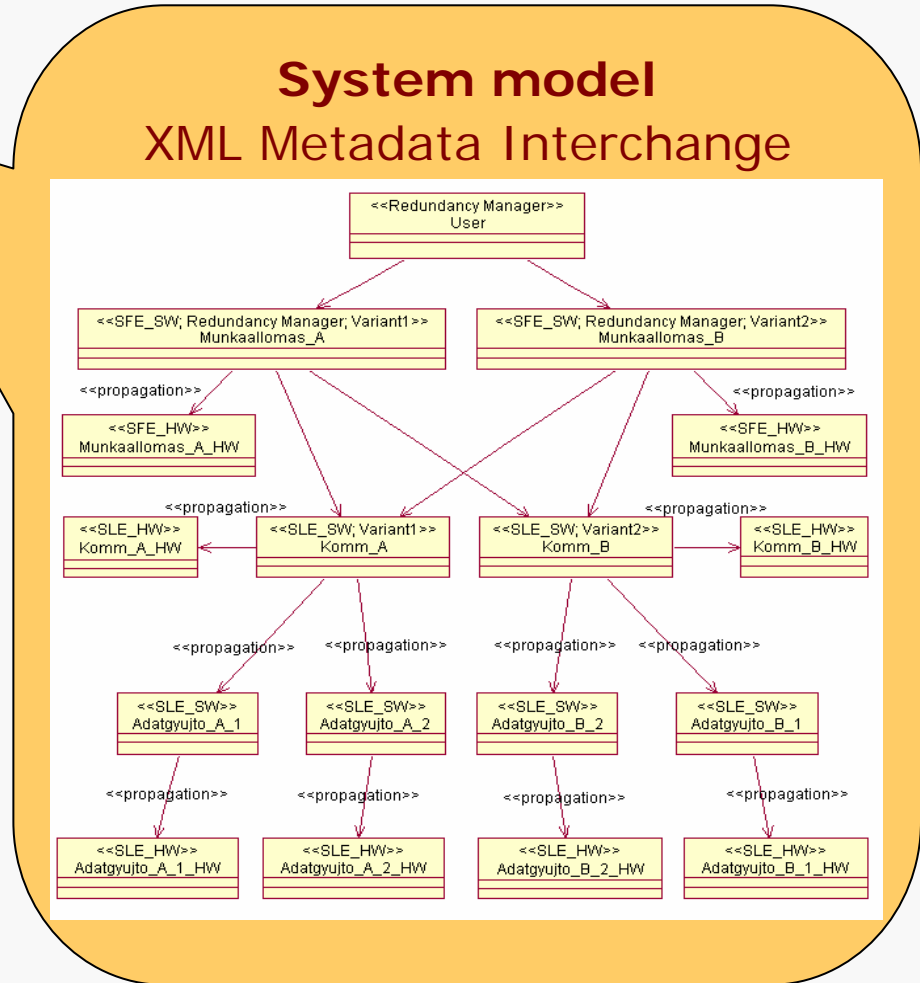 System model
XML Metadata Interchange
<<Redundancy Manager>>
User
<<SFE_SW; Redundancy Manager; Variant1>>
Munkaallomas_A
<<SFE_SW; Redundancy Manager; Variant2>>
Munkaallomas_B
<<propagation>>
<<propagation>>
<<SFE_HW>>
Munkaallomas_A_HW
<<SFE_HW>>
Munkaallomas_B_HW
<<propagation>>
<<propagation>>
<<SLE_HW>>
Komm_A_HW
<<SLE_SW; Variant1>>
Komm_A
<<SLE_SW; Variant2>>
Komm_B
<<SLE_HW>>
Komm_B_HW
<<propagation>>
<<propagation>>
<<propagation>>
<<propagation>>
<<SLE_SW>>
Adatgyujto_A_1
<<SLE_SW>>
Adatgyujto_A_2
<<SLE_SW>>
Adatgyujto_B_2
<<SLE_SW>>
Adatgyujto_B_1
<<propagation>>
<<propagation>>
<<propagation>>
<<propagation>>
<<SLE_HW>>
Adatgyujto_A_1_HW
<<SLE_HW>>
Adatgyujto_A_2_HW
<<SLE_HW>>
Adatgyujto_B_2_HW
<<SLE_HW>>
Adatgyujto_B_1_HW